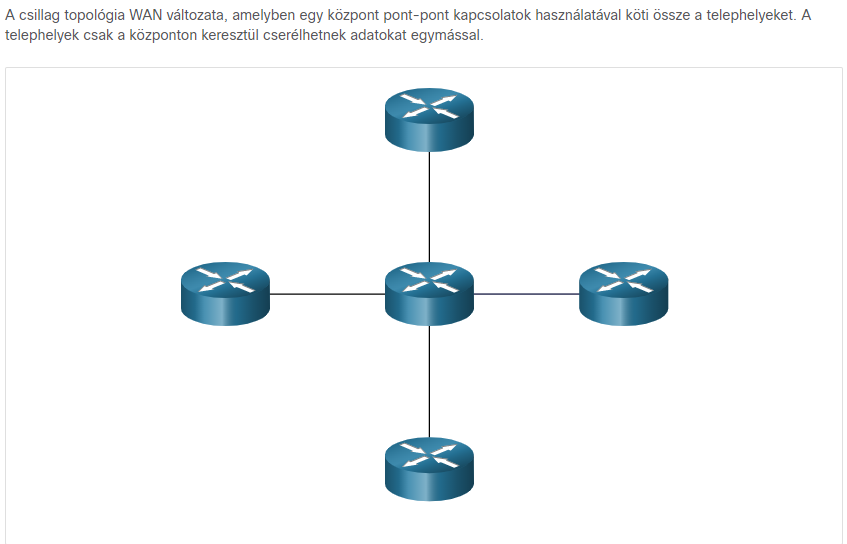 A csillag topológia WAN változata, amelyben egy központ pont-pont kapcsolatok használatával köti össze a telephelyeket. A
telephelyek csak a központon keresztül cserélhetnek adatokat egymással.